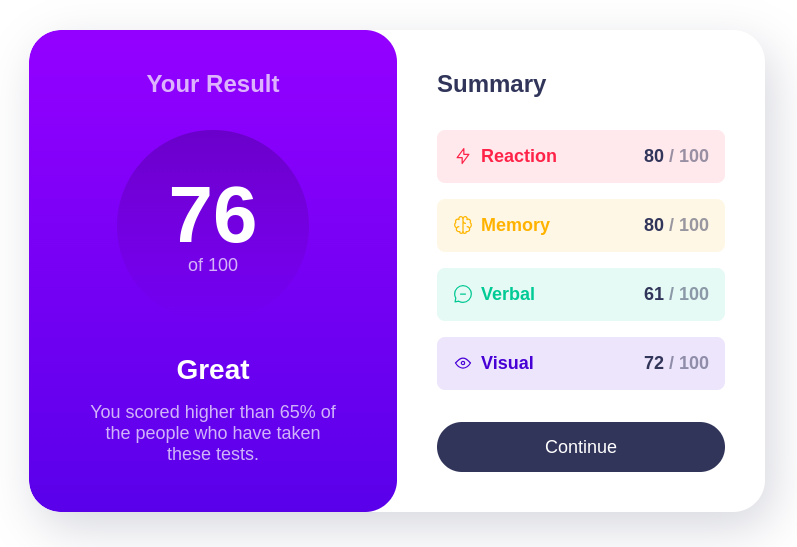 Your Result
76
of 100
Great
You scored higher than 65% of
the people who have taken
these tests.
Summary
Reaction 80 / 100
Memory 80 / 100
Verbal 61 / 100
Visual 72 / 100
Continue